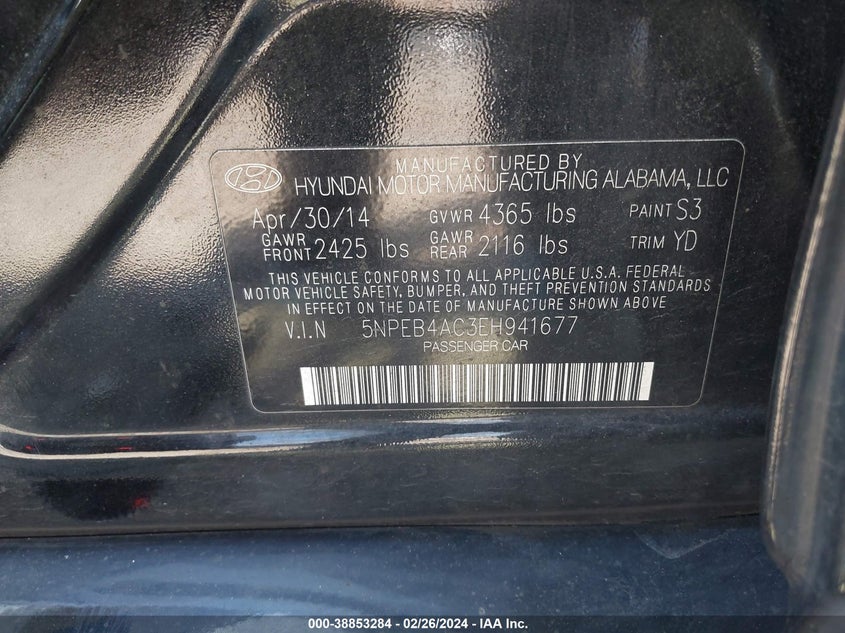 MANUFACTURED BY
HYUNDAI MOTOR MANUFACTURING ALABAMA, LLC
Apr/30/14 GVWR 4365 lbs PAINT S3
GAWR FRONT 2425 lbs GAWR REAR 2116 lbs TRIM YD
THIS VEHICLE CONFORMS TO ALL APPLICABLE U.S.A. FEDERAL
MOTOR VEHICLE SAFETY, BUMPER, AND THEFT PREVENTION STANDARDS
IN EFFECT ON THE DATE OF MANUFACTURE SHOWN ABOVE.
V.I.N 5NPEB4AC3EH941677
PASSENGER CAR
000-38853284 - 02/26/2024 - IAA Inc.